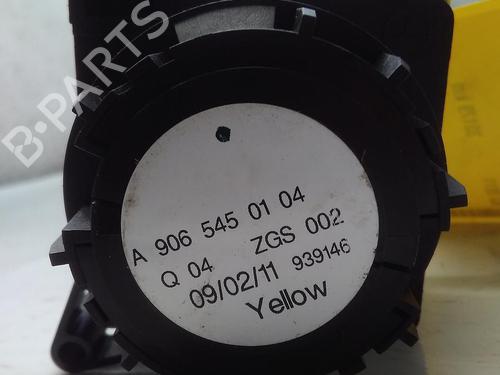 B-PARTS
A 906 545 01 04
Q 04 ZGS 002
09/02/11 939146
Yellow